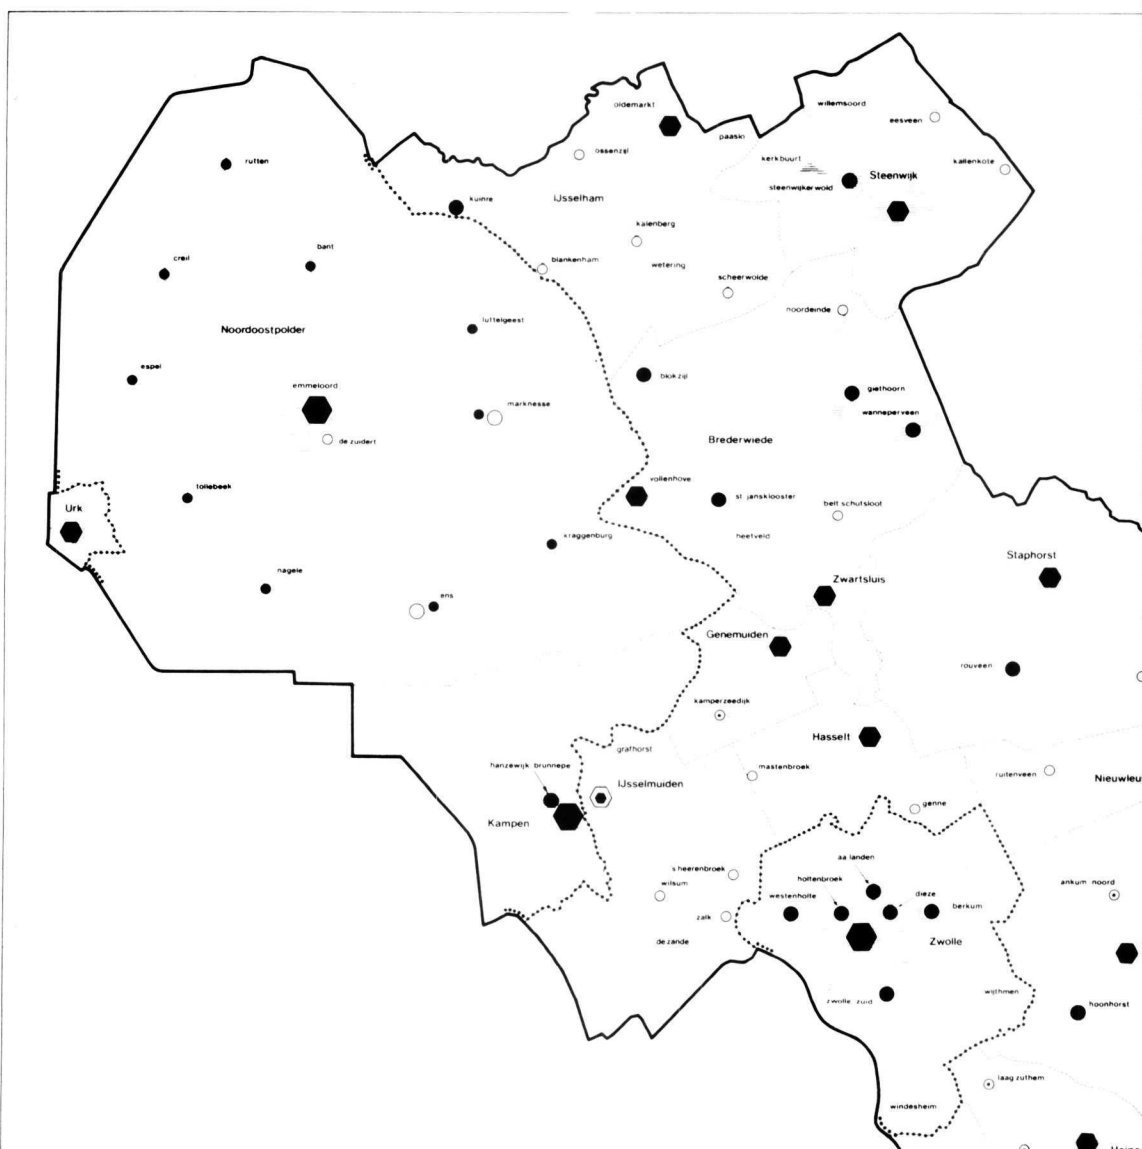 oldemarkt
willemsoord
eesveen
paaslo
rutten
ossenzijl
kerkbuurt
kallenkote
Steenwijk
steenwijkerwold
kuinre
IJsselham
kalenberg
bant
creil
blankenham
wetering
scheerwolde
noordeinde
luttelgeest
Noordoostpolder
espel
blokzijl
emmeloord
giethoorn
marknesse
wanneperveen
de zuidert
Brederwiede
vollenhove
tollebeek
st jansklooster
belt schutsloot
Urk
kraggenburg
heetveld
Staphorst
nagele
Zwartsluis
ens
Genemuiden
rouveen
kamperzeedijk
Hasselt
grafhorst
hanzewijk brunnepe
mastenbroek
ruitenveen
IJsselmuiden
Nieuwleu
genne
Kampen
aa landen
s heerenbroek
holtenbroek
wilsum
westenholte
dieze
ankum noord
berkum
zalk
de zande
Zwolle
wijthmen
zwolle zuid
hoonhorst
laag zuthem
windesheim